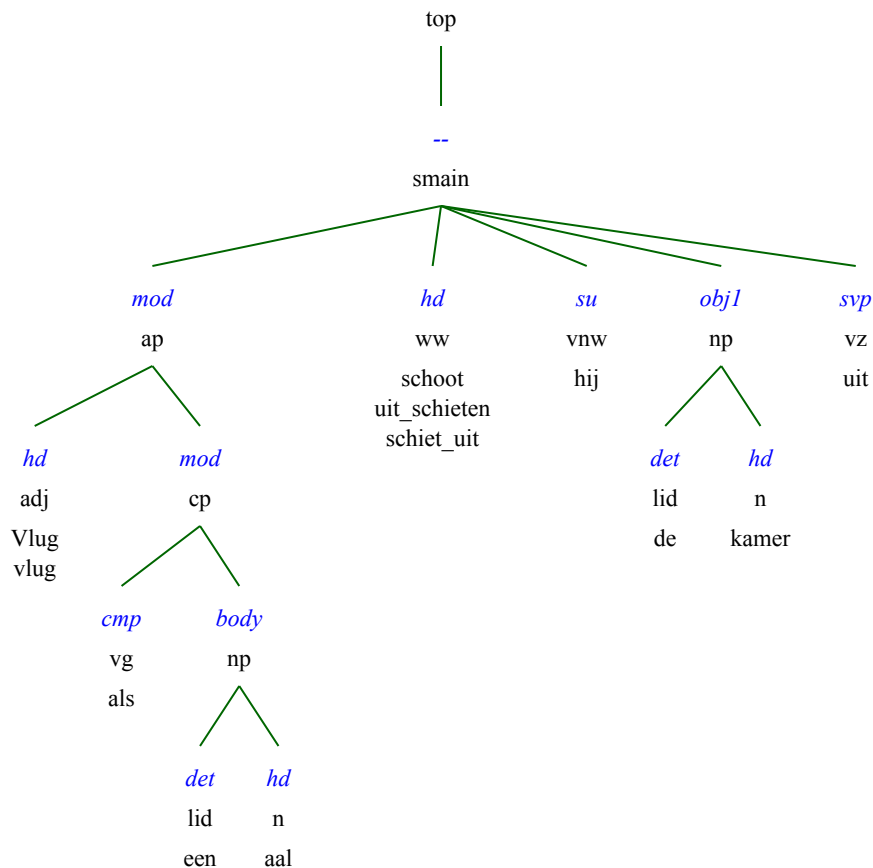 top
--
smain
mod hd su obj1 svp
ap ww vnw np vz
schoot hij uit
uit_schieten
schiet_uit
hd mod det hd
adj cp lid n
Vlug de kamer
vlug
cmp body
vg np
als
det hd
lid n
een aal